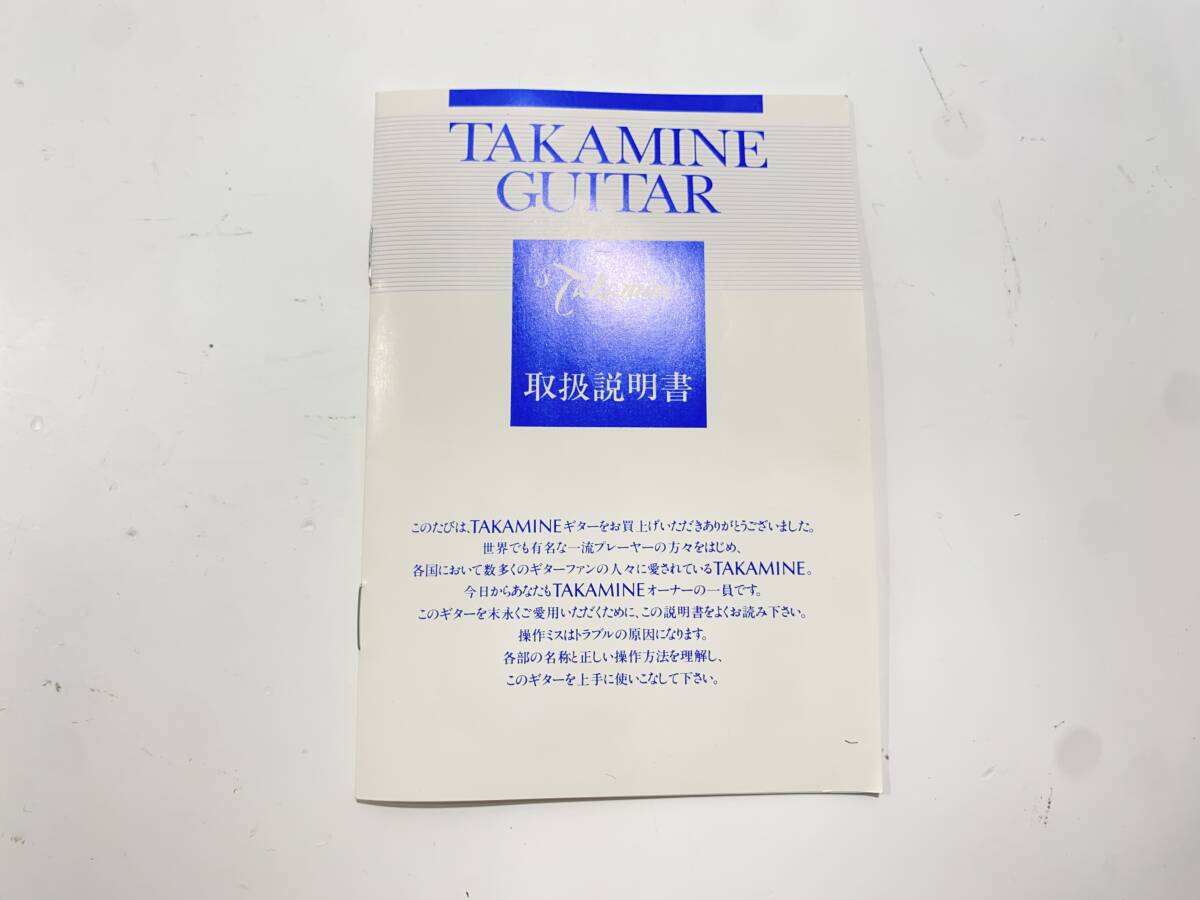 TAKAMINE
GUITAR
Takamine
取扱説明書
このたびは、TAKAMINEギターをお買上げいただきありがとうございました。
世界でも有名な一流プレーヤーの方々をはじめ、
各国において数多くのギターファンの人々に愛されているTAKAMINE。
今日からあなたもTAKAMINEオーナーの一員です。
このギターを末永くご愛用いただくために、この説明書をよくお読み下さい。
操作ミスはトラブルの原因になります。
各部の名称と正しい操作方法を理解し、
このギターを上手に使いこなして下さい。